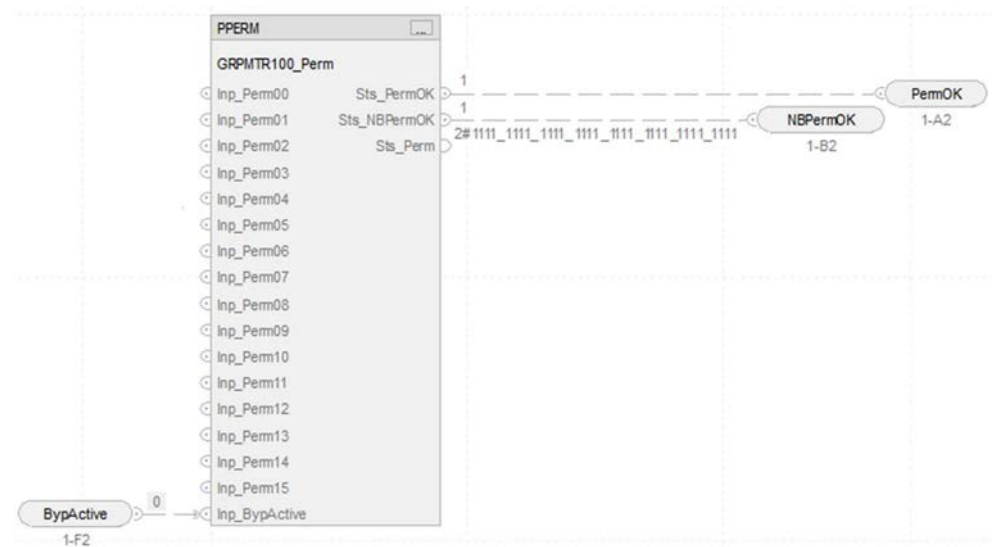 PPERM ...
GRPMTR100_Perm
Inp_Perm00 Sts_PermOK 1 PermOK
Inp_Perm01 Sts_NBPermOK 1 NBPermOK 1-A2
Inp_Perm02 Sts_Perm 2#1111_1111_1111_1111_1111_1111_1111_1111 1-B2
Inp_Perm03
Inp_Perm04
Inp_Perm05
Inp_Perm06
Inp_Perm07
Inp_Perm08
Inp_Perm09
Inp_Perm10
Inp_Perm11
Inp_Perm12
Inp_Perm13
Inp_Perm14
Inp_Perm15
BypActive 0 Inp_BypActive
1-F2